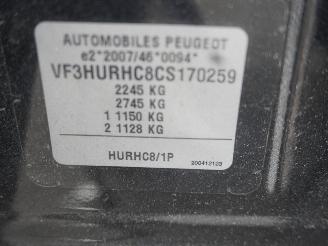 AUTOMOBILES PEUGEOT
e2*2007/46*0094*
VF3HURHC8CS170259
2245 KG
2745 KG
1 1150 KG
2 1128 KG
HURHC8/1P